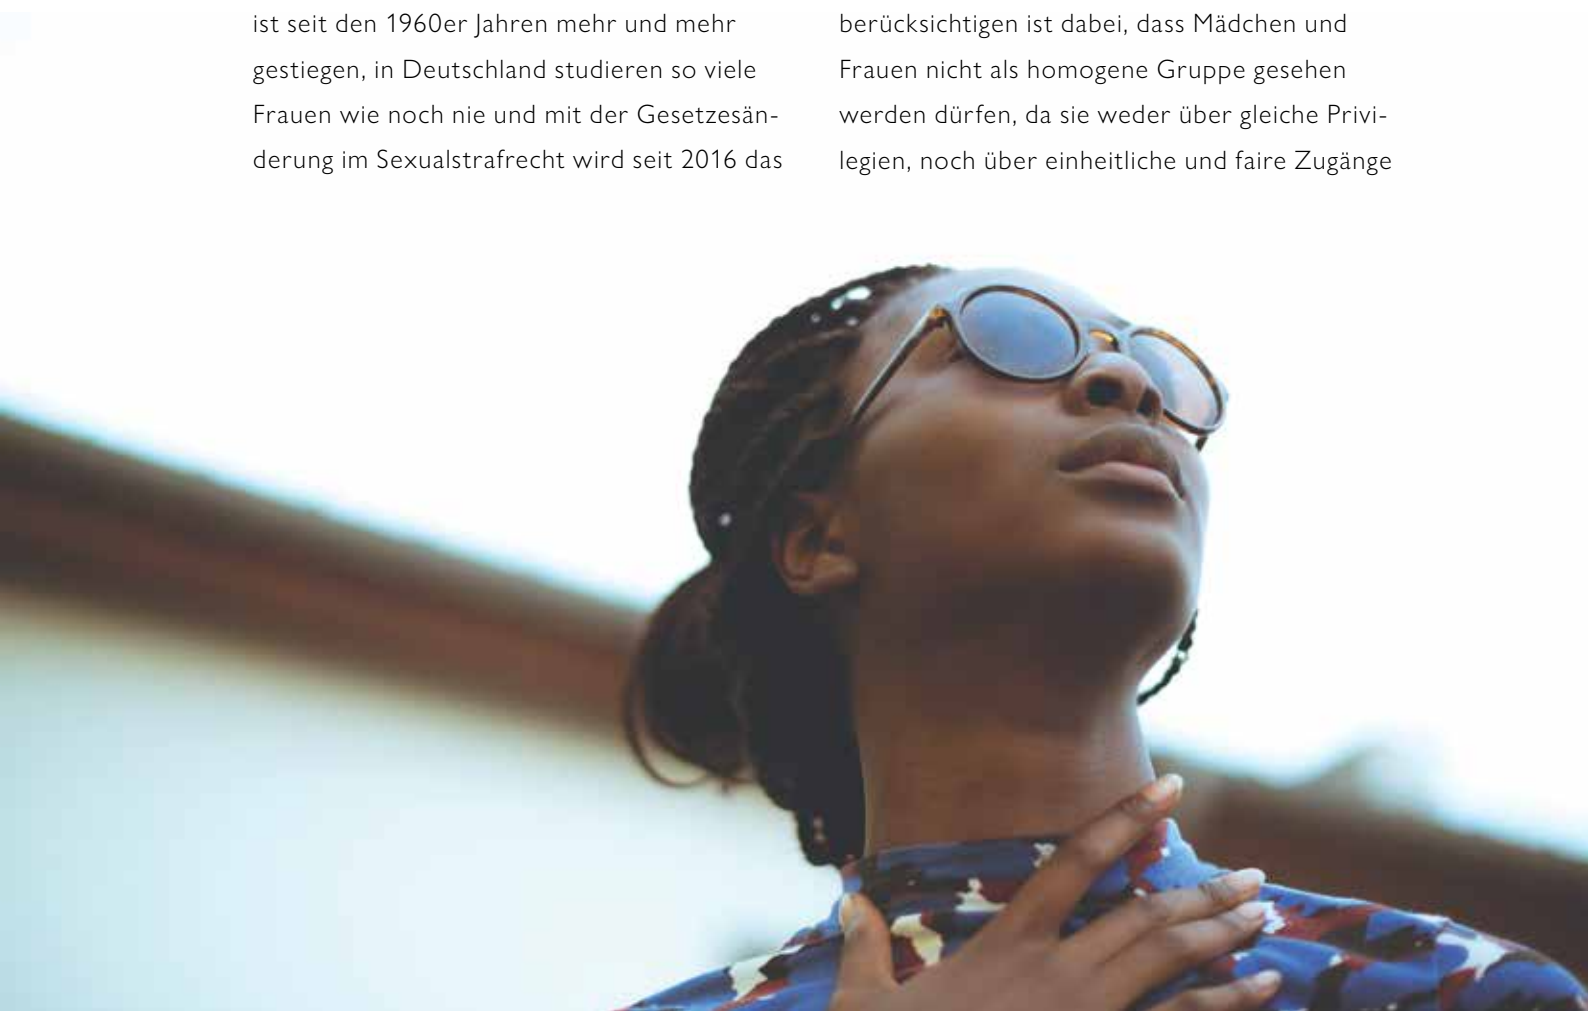 ist seit den 1960er Jahren mehr und mehr
gestiegen, in Deutschland studieren so viele
Frauen wie noch nie und mit der Gesetzesän-
derung im Sexualstrafrecht wird seit 2016 das
berücksichtigen ist dabei, dass Mädchen und
Frauen nicht als homogene Gruppe gesehen
werden dürfen, da sie weder über gleiche Privi-
legien, noch über einheitliche und faire Zugänge